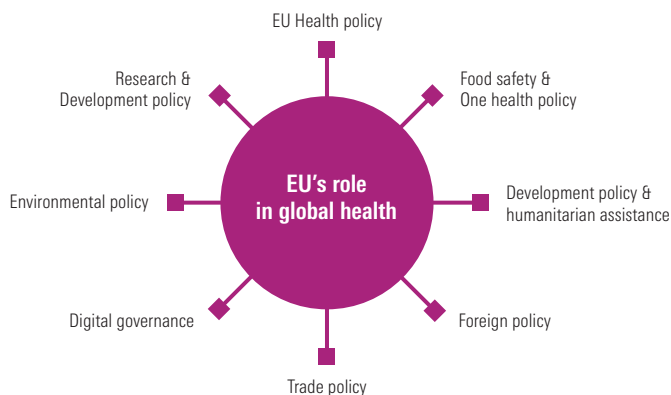 EU Health policy
Research &
Development policy
Food safety &
One health policy
EU's role
in global health
Environmental policy
Development policy &
humanitarian assistance
Digital governance
Foreign policy
Trade policy